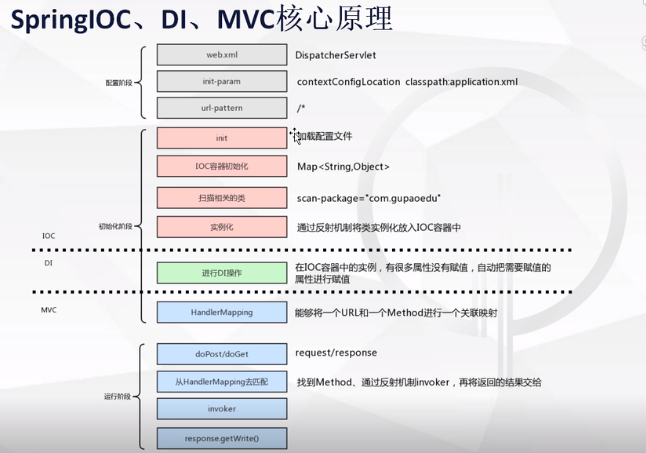 SpringIOC、DI、MVC核心原理
配置阶段
web.xml
DispatcherServlet
init-param
contextConfigLocation classpath:application.xml
url-pattern
/*
初始化阶段
init
加载配置文件
IOC容器初始化
Map<String,Object>
扫描相关的类
scan-package="com.gupaoedu"
实例化
通过反射机制将类实例化放入IOC容器中
IOC
DI
进行DI操作
在IOC容器中的实例，有很多属性没有赋值，自动把需要赋值的
属性进行赋值
MVC
HandlerMapping
能够将一个URL和一个Method进行一个关联映射
运行阶段
doPost/doGet
request/response
从HandlerMapping去匹配
找到Method、通过反射机制invoker，再将返回的结果交给
invoker
response.getWrite()